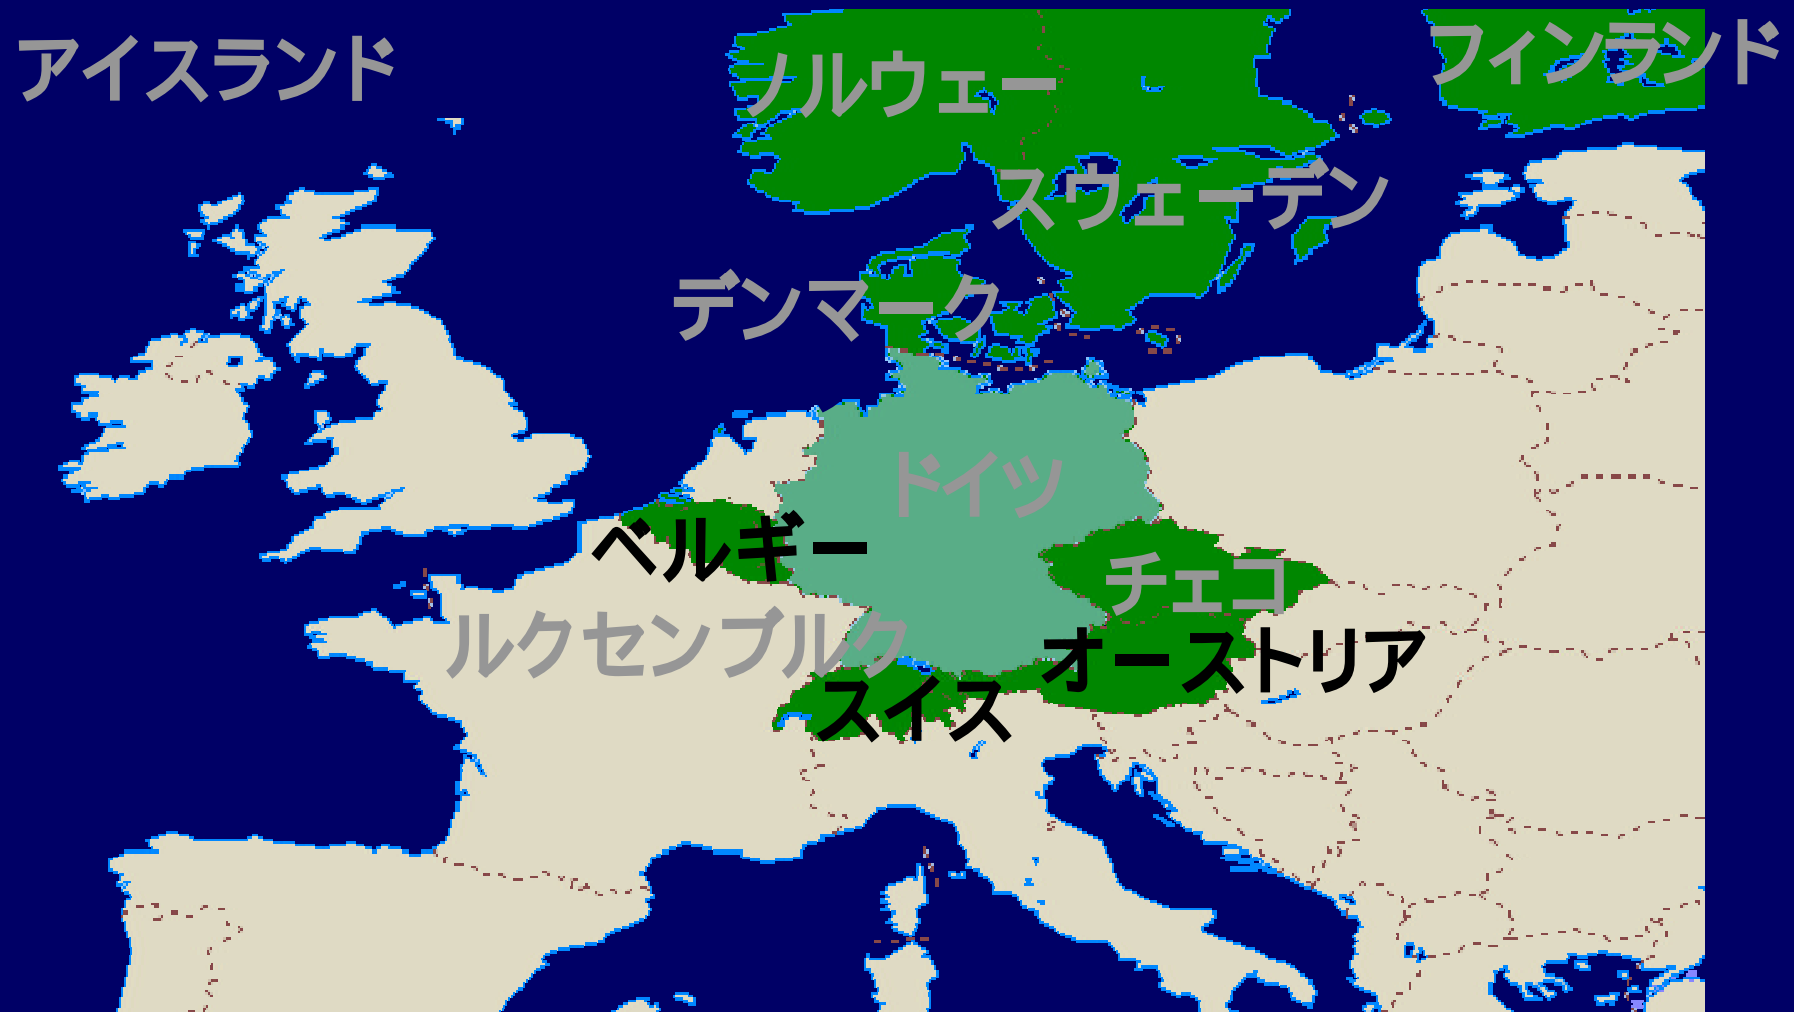 アイスランド
ノルウェー
フィンランド
スウェーデン
デンマーク
ドイツ
ベルギー
チェコ
ルクセンブルク
オーストリア
スイス